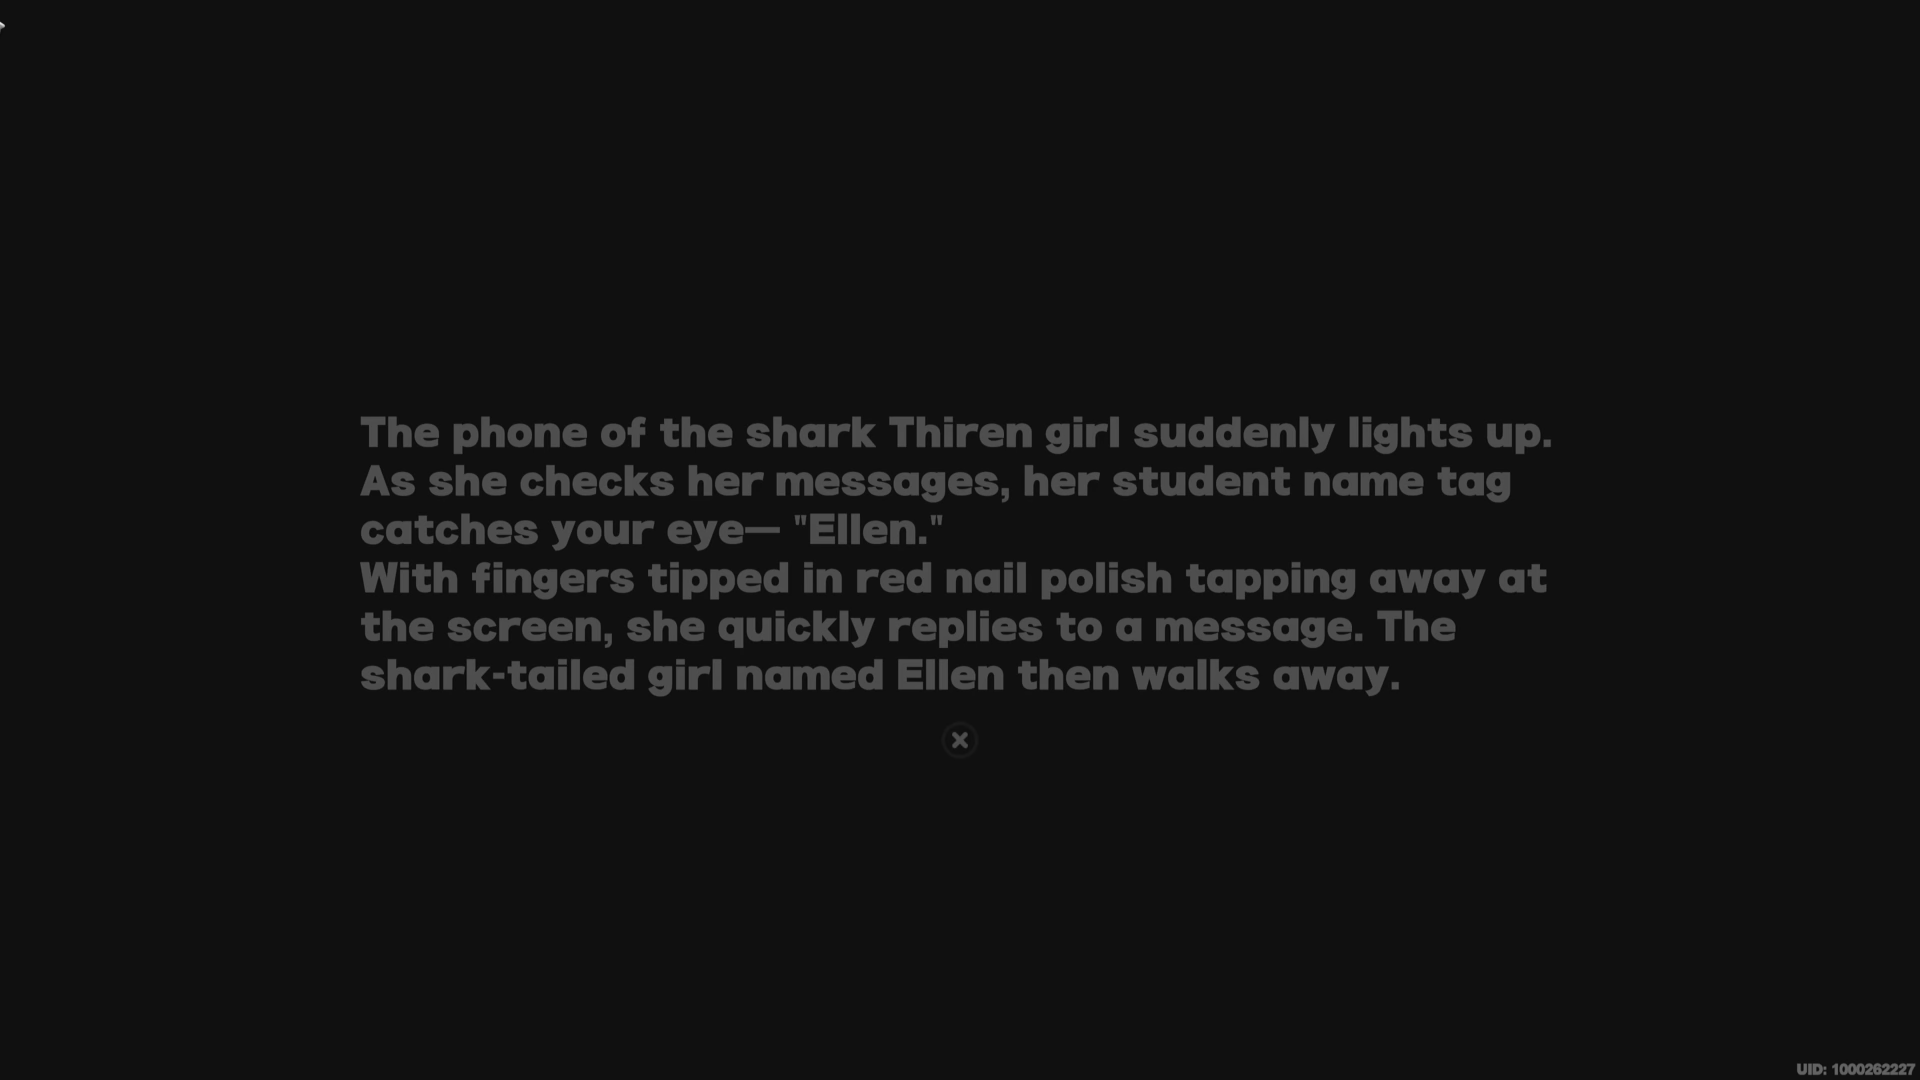 The phone of the shark Thiren girl suddenly lights up.
As she checks her messages, her student name tag
catches your eye— "Ellen."
With fingers tipped in red nail polish tapping away at
the screen, she quickly replies to a message. The
shark-tailed girl named Ellen then walks away.
UID: 1000262227